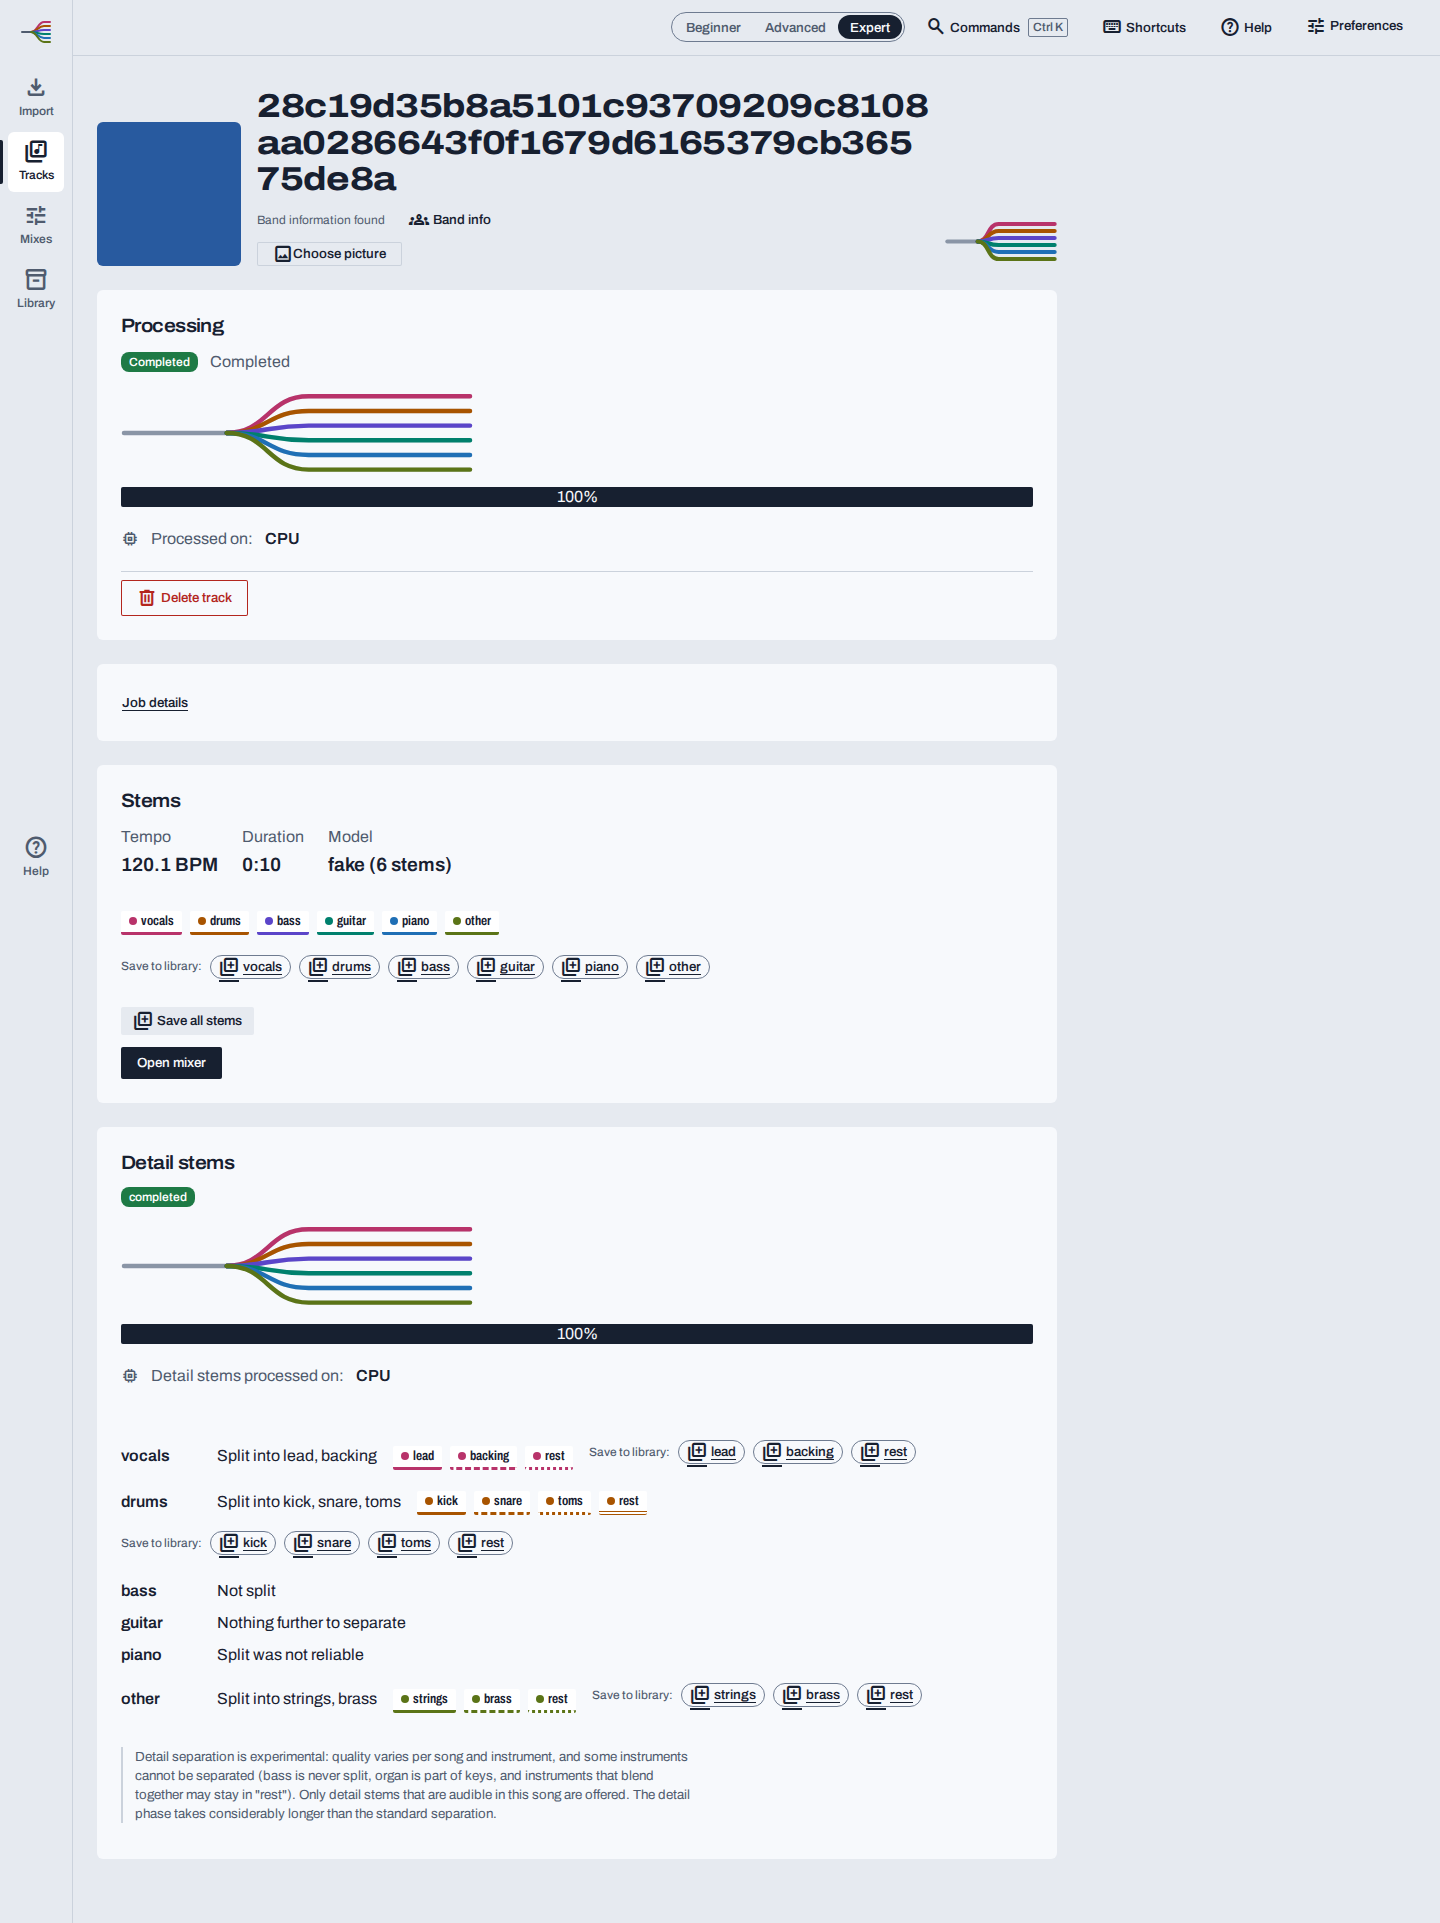 Beginner Advanced Expert Commands Ctrl K Shortcuts Help Preferences
Import
Tracks
Mixes
Library
Help
28c19d35b8a5101c93709209c8108
aa0286643f0f1679d6165379cb365
75de8a
Band information found Band info
Choose picture
Processing
Completed Completed
100%
Processed on: CPU
Delete track
Job details
Stems
Tempo Duration Model
120.1 BPM 0:10 fake (6 stems)
vocals drums bass guitar piano other
Save to library: vocals drums bass guitar piano other
Save all stems
Open mixer
Detail stems
completed
100%
Detail stems processed on: CPU
vocals Split into lead, backing lead backing rest Save to library: lead backing rest
drums Split into kick, snare, toms kick snare toms rest
Save to library: kick snare toms rest
bass Not split
guitar Nothing further to separate
piano Split was not reliable
other Split into strings, brass strings brass rest Save to library: strings brass rest
Detail separation is experimental: quality varies per song and instrument, and some instruments
cannot be separated (bass is never split, organ is part of keys, and instruments that blend
together may stay in "rest"). Only detail stems that are audible in this song are offered. The detail
phase takes considerably longer than the standard separation.